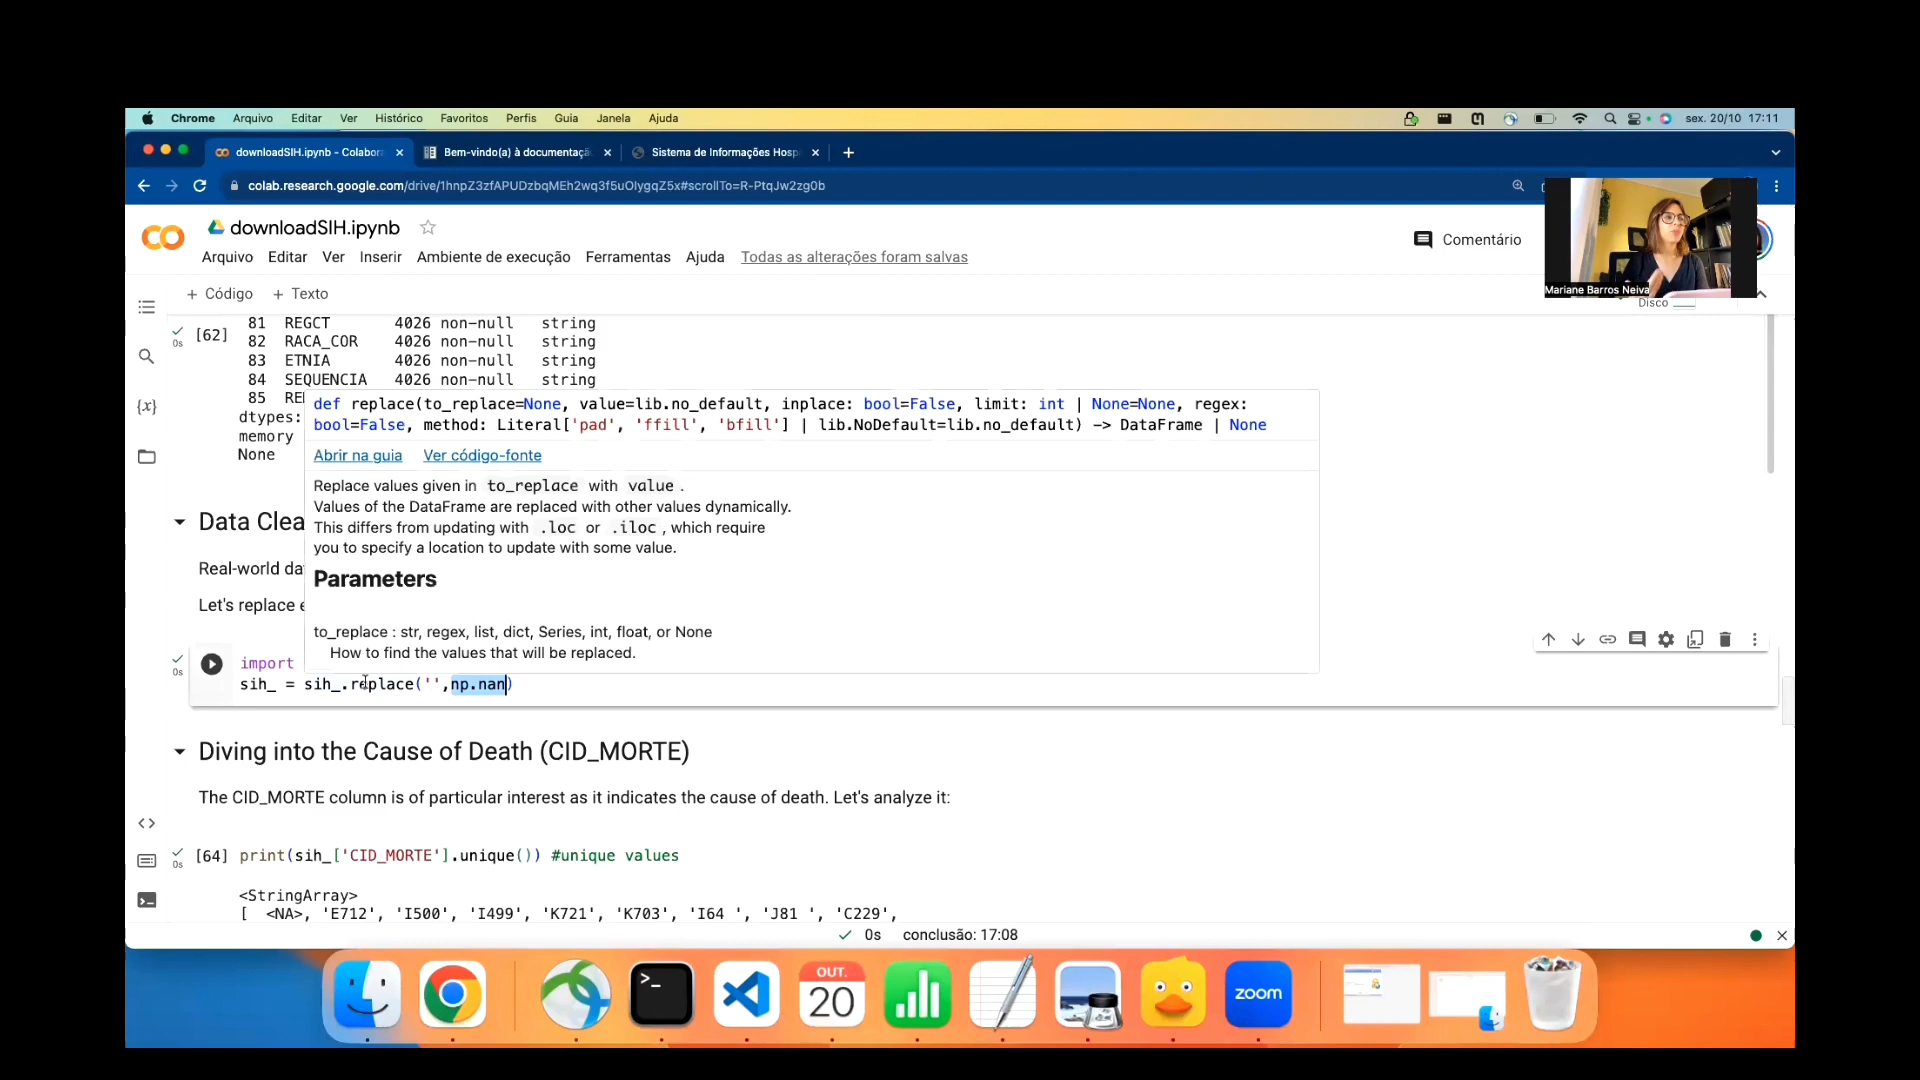 Chrome Arquivo Editar Ver Histórico Favoritos Perfis Guia Janela Ajuda sex. 20/10 17:11
downloadSIH.ipynb - Colabora
Bem-vindo(a) à documentaçã
Sistema de Informações Hosp
colab.research.google.com/drive/1hnpZ3zfAPUDzbqMEh2wq3f5uOlygqZ5x#scrollTo=R-PtqJw2zg0b
downloadSIH.ipynb
Comentário
Arquivo Editar Ver Inserir Ambiente de execução Ferramentas Ajuda Todas as alterações foram salvas
Mariane Barros Neiva
+ Código + Texto
Disco
81 REGCT 4026 non-null string
[62]
0s
82 RACA_COR 4026 non-null string
83 ETNIA 4026 non-null string
84 SEQUENCIA 4026 non-null string
85 RE
dtypes:
memory
None
def replace(to_replace=None, value=lib.no_default, inplace: bool=False, limit: int | None=None, regex:
bool=False, method: Literal['pad', 'ffill', 'bfill'] | lib.NoDefault=lib.no_default) -> DataFrame | None
Abrir na guia Ver código-fonte
Replace values given in to_replace with value .
Values of the DataFrame are replaced with other values dynamically.
This differs from updating with .loc or .iloc , which require
you to specify a location to update with some value.
Parameters
to_replace : str, regex, list, dict, Series, int, float, or None
How to find the values that will be replaced.
Data Clea
Real-world da
Let's replace e
0s
import
sih_ = sih_.replace('',np.nan)
Diving into the Cause of Death (CID_MORTE)
The CID_MORTE column is of particular interest as it indicates the cause of death. Let's analyze it:
0s
[64] print(sih_['CID_MORTE'].unique()) #unique values
<StringArray>
[ <NA>, 'E712', 'I500', 'I499', 'K721', 'K703', 'I64 ', 'J81 ', 'C229',
0s conclusão: 17:08
OUT.
20
zoom